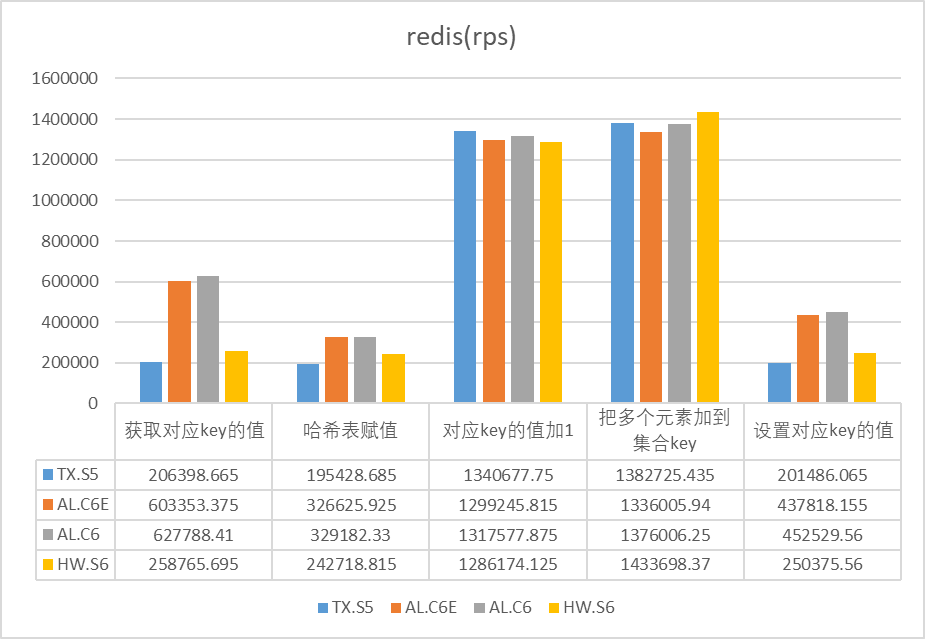 redis(rps)
1600000
1400000
1200000
1000000
800000
600000
400000
200000
0
获取对应key的值 哈希表赋值 对应key的值加1 把多个元素加到 设置对应key的值
集合key
TX.S5 206398.665 195428.685 1340677.75 1382725.435 201486.065
AL.C6E 603353.375 326625.925 1299245.815 1336005.94 437818.155
AL.C6 627788.41 329182.33 1317577.875 1376006.25 452529.56
HW.S6 258765.695 242718.815 1286174.125 1433698.37 250375.56
TX.S5 AL.C6E AL.C6 HW.S6